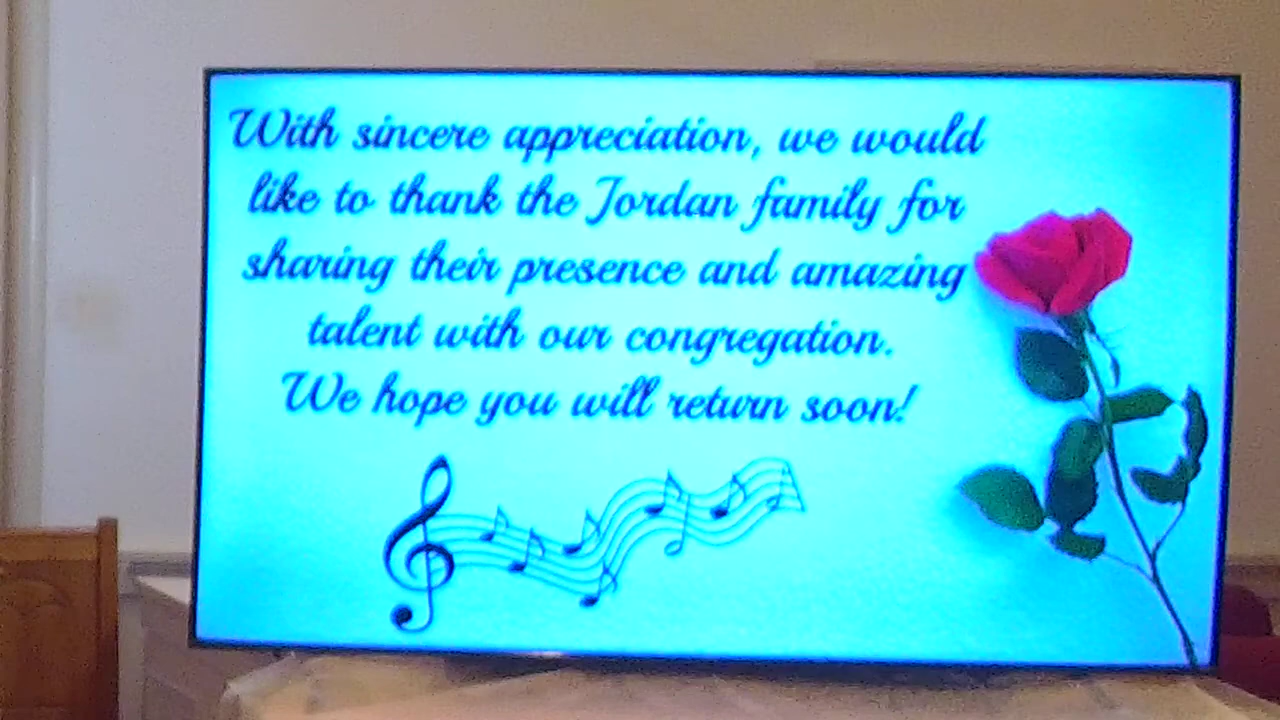 With sincere appreciation, we would
like to thank the Jordan family for
sharing their presence and amazing
talent with our congregation.
We hope you will return soon!